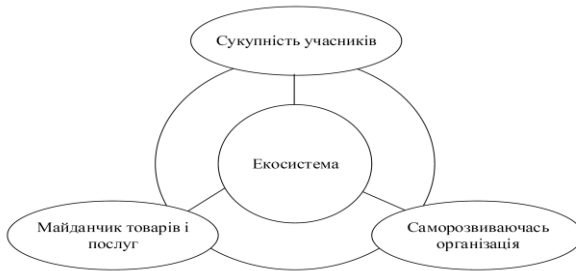 Сукупність учасників
Екосистема
Майданчик товарів і
послуг
Саморозвиваючась
організація